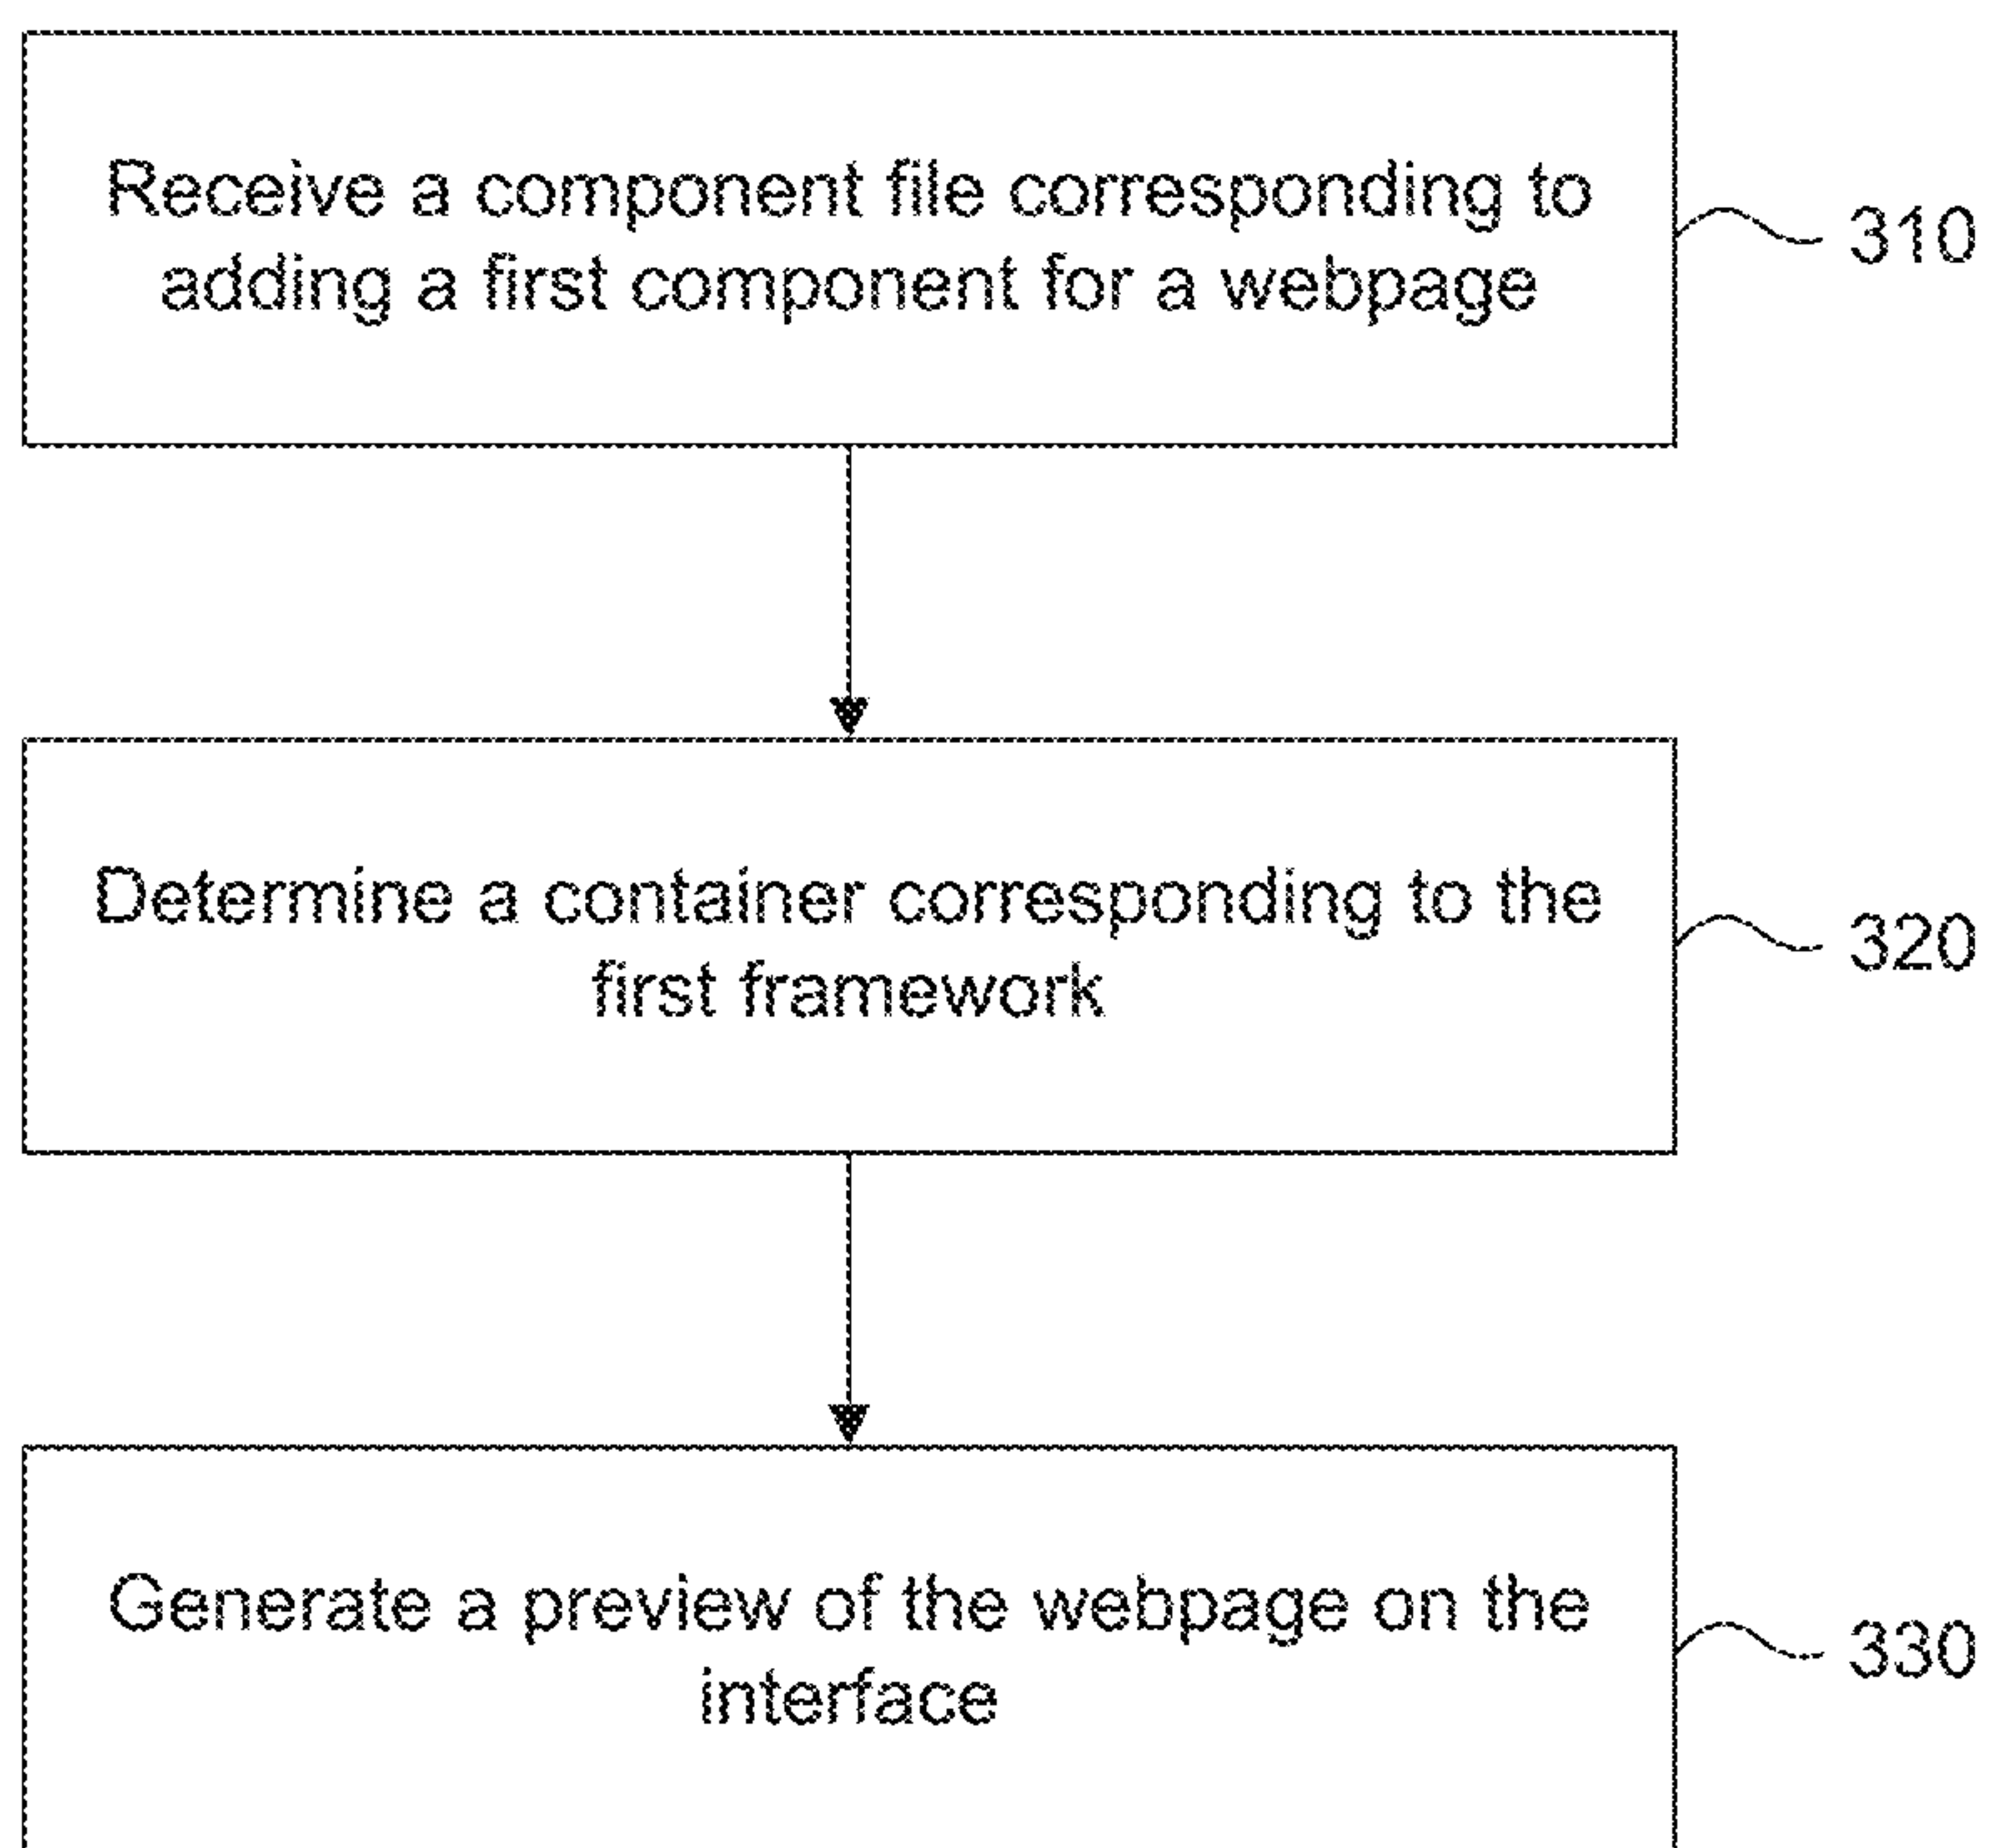 Receive a component file corresponding to
adding a first component for a webpage
310
Determine a container corresponding to the
first framework
320
Generate a preview of the webpage on the
interface
330